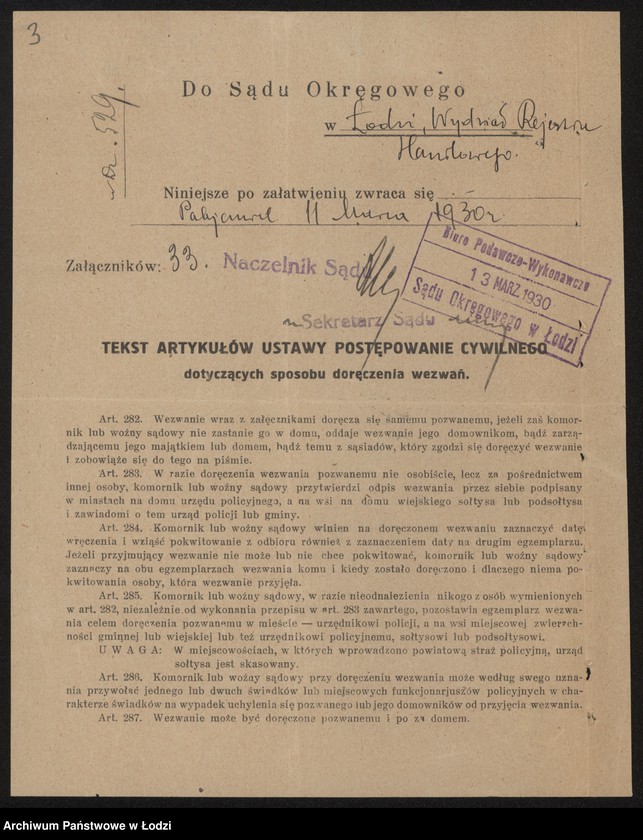 3
Do Sądu Okręgowego
w Łodzi, Wydział Rejestru
Handlowego.
Niniejsze po załatwieniu zwraca się
11 Marca 1930 r.
Załączników: 33.
Naczelnik Sądu
Sekretarz Sądu
Biuro Podawczo-Wykonawcze
13 MARZ. 1930
Sądu Okręgowego w Łodzi
TEKST ARTYKUŁÓW USTAWY POSTĘPOWANIE CYWILNEGO
dotyczących sposobu doręczenia wezwań.
Art. 282. Wezwanie wraz z załącznikami doręcza się samemu pozwanemu, jeżeli zaś komor-
nik lub woźny sądowy nie zastanie go w domu, oddaje wezwanie jego domownikom, bądź zarzą-
dzającemu jego majątkiem lub domem, bądź temu z sąsiadów, który zgodzi się doręczyć wezwanie
i zobowiąże się do tego na piśmie.
Art. 283. W razie doręczenia wezwania pozwanemu nie osobiście, lecz za pośrednictwem
innej osoby, komornik lub woźny sądowy przytwierdzi odpis wezwania przez siebie podpisany
w miastach na domu urzędu policyjnego, a na wsi na domu wiejskiego sołtysa lub podsołtysa
i zawiadomi o tem urząd policji lub gminy.
Art. 284. Komornik lub woźny sądowy winien na doręczonem wezwaniu zaznaczyć datę
wręczenia i wziąść pokwitowanie z odbioru również z zaznaczeniem daty na drugim egzemplarzu.
Jeżeli przyjmujący wezwanie nie może lub nie chce pokwitować, komornik lub woźny sądowy
zaznaczy na obu egzemplarzach wezwania komu i kiedy zostało doręczono i dlaczego niema po-
kwitowania osoby, która wezwanie przyjęła.
Art. 285. Komornik lub woźny sądowy, w razie nieodnalezienia nikogo z osób wymienionych
w art. 282, niezależnie od wykonania przepisu w art. 283 zawartego, pozostawia egzemplarz wezwa-
nia celem doręczenia pozwanemu w mieście — urzędnikowi policji, a na wsi miejscowej zwierzch-
ności gminnej lub wiejskiej lub też urzędnikowi policyjnemu, sołtysowi lub podsołtysowi.
UWAGA: W miejscowościach, w których wprowadzono powiatową straż policyjną, urząd
sołtysa jest skasowany.
Art. 286. Komornik lub woźny sądowy przy doręczeniu wezwania może według swego uzna-
nia przywołać jednego lub dwuch świadków lub miejscowych funkcjonarjuszów policyjnych w cha-
rakterze świadków na wypadek uchylenia się pozwanego lub jego domowników od przyjęcia wezwania.
Art. 287. Wezwanie może być doręczone pozwanemu i po za domem.
Archiwum Państwowe w Łodzi